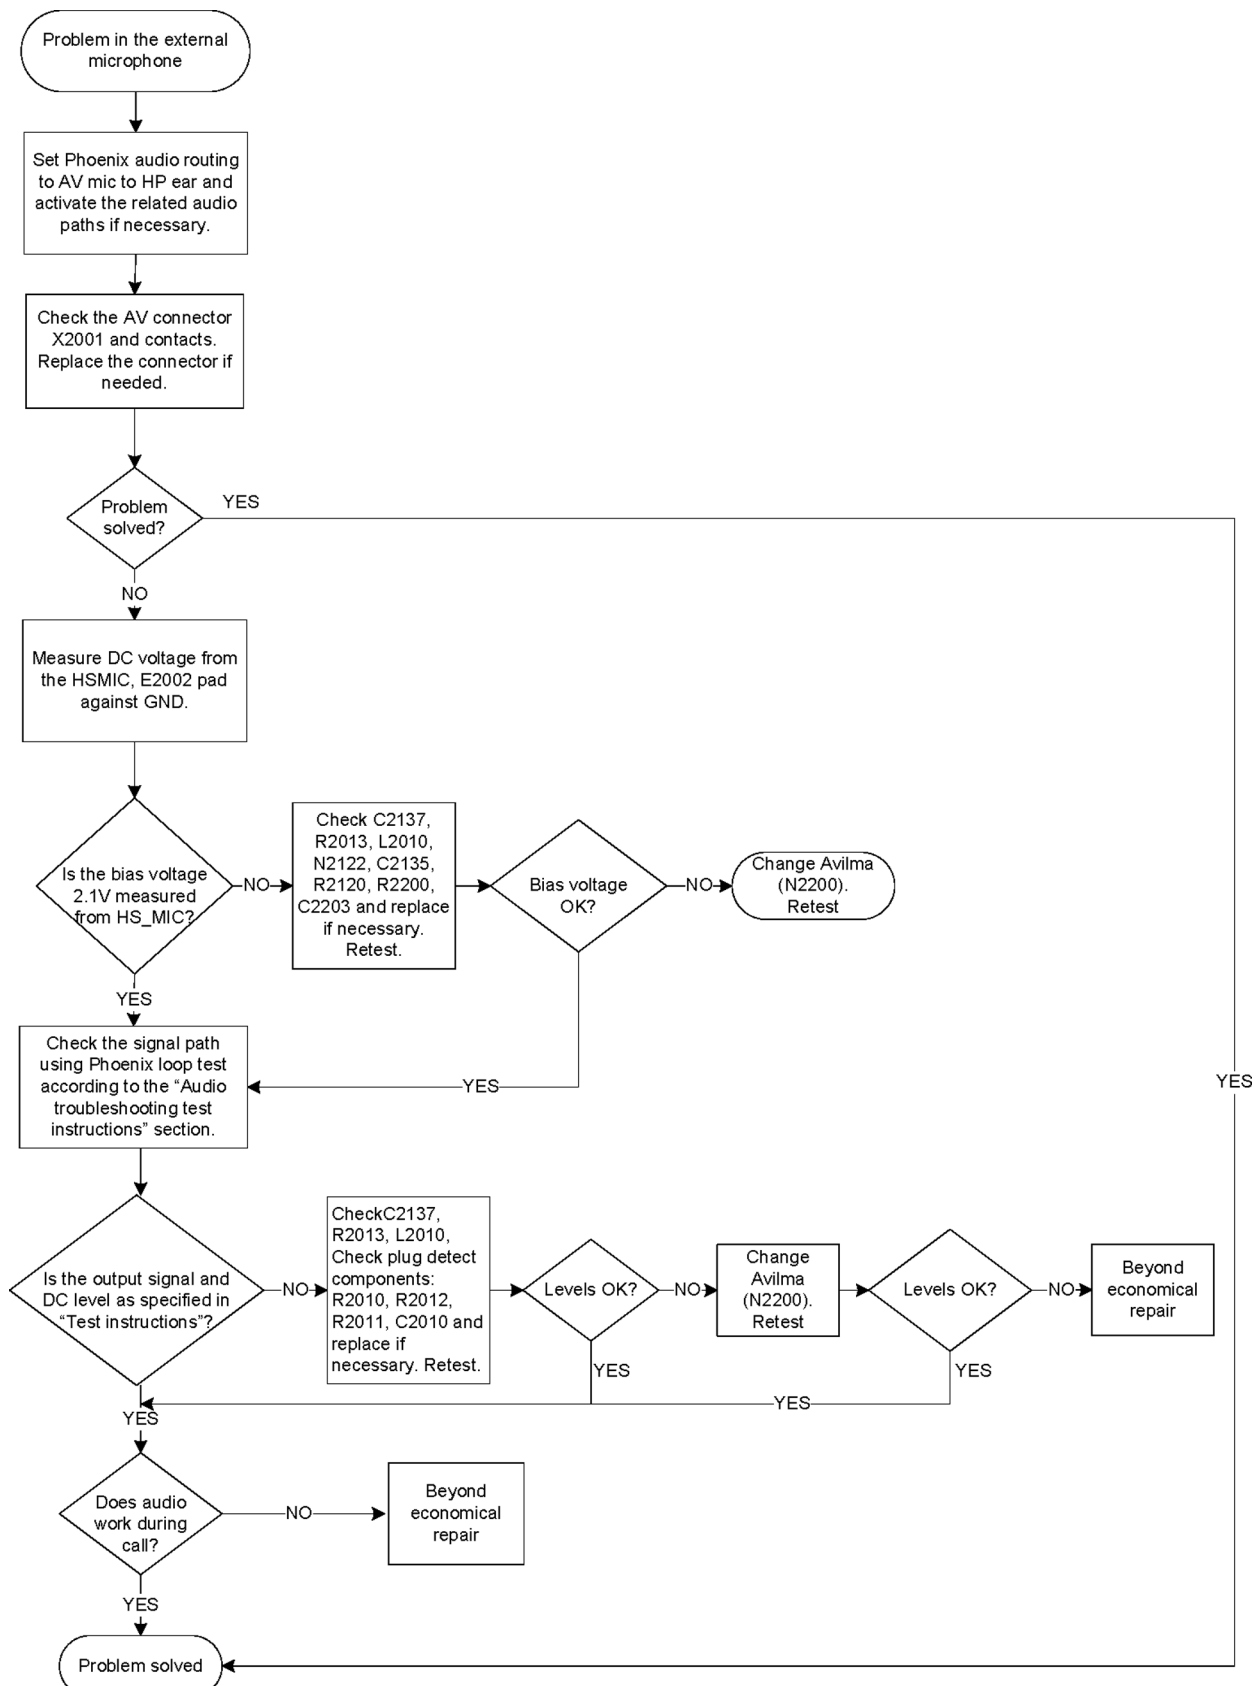 Problem in the external
microphone
Set Phoenix audio routing
to AV mic to HP ear and
activate the related audio
paths if necessary.
Check the AV connector
X2001 and contacts.
Replace the connector if
needed.
Problem
solved?
YES
NO
Measure DC voltage from
the HSMIC, E2002 pad
against GND.
Is the bias voltage
2.1V measured
from HS_MIC?
NO
Check C2137,
R2013, L2010,
N2122, C2135,
R2120, R2200,
C2203 and replace
if necessary.
Retest.
Bias voltage
OK?
NO
Change Avilma
(N2200).
Retest
YES
Check the signal path
using Phoenix loop test
according to the “Audio
troubleshooting test
instructions” section.
YES
YES
Is the output signal and
DC level as specified in
“Test instructions”?
NO
CheckC2137,
R2013, L2010,
Check plug detect
components:
R2010, R2012,
R2011, C2010 and
replace if
necessary. Retest.
Levels OK?
NO
Change
Avilma
(N2200).
Retest
Levels OK?
NO
Beyond
economical
repair
YES
YES
YES
YES
Does audio
work during
call?
NO
Beyond
economical
repair
YES
Problem solved